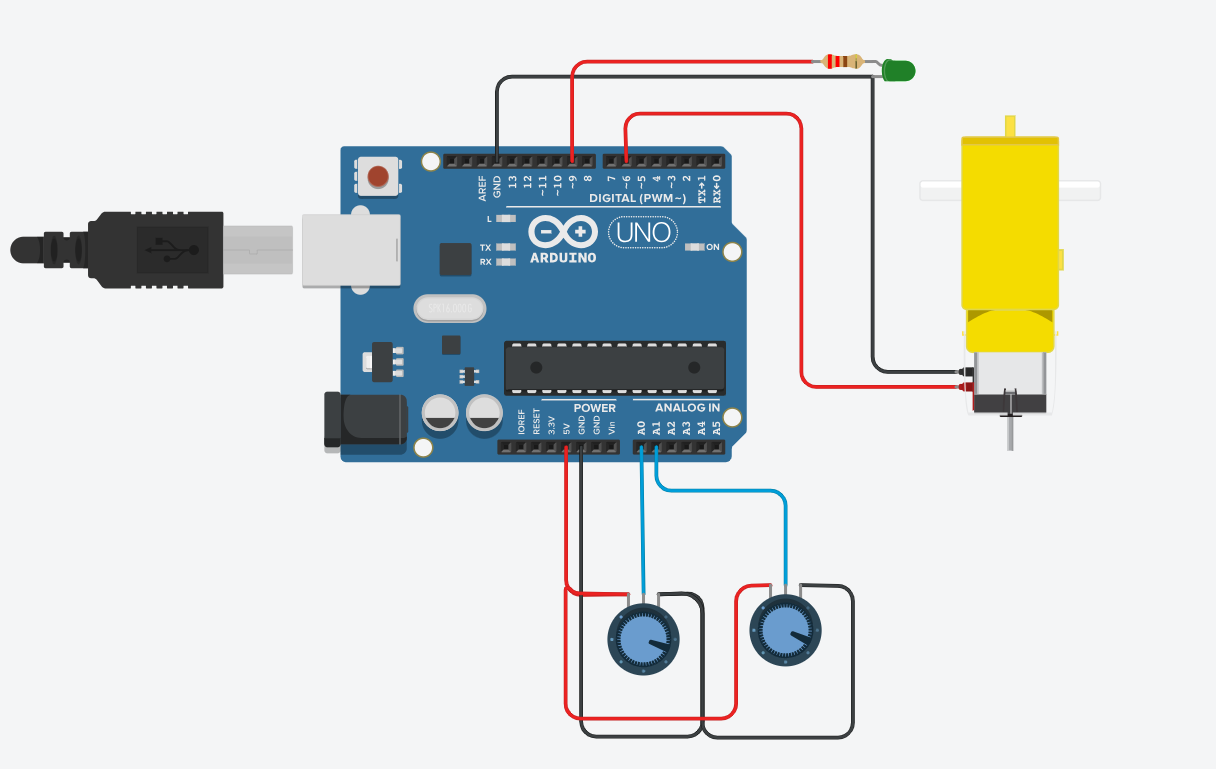 AREF
GND
13
12
~11
~10
~9
8
7
~6
~5
4
~3
2
TX→1
RX←0
DIGITAL (PWM~)
L
TX
RX
ARDUINO
UNO
ON
POWER
ANALOG IN
IOREF
RESET
3.3V
5V
GND
GND
Vin
A0
A1
A2
A3
A4
A5